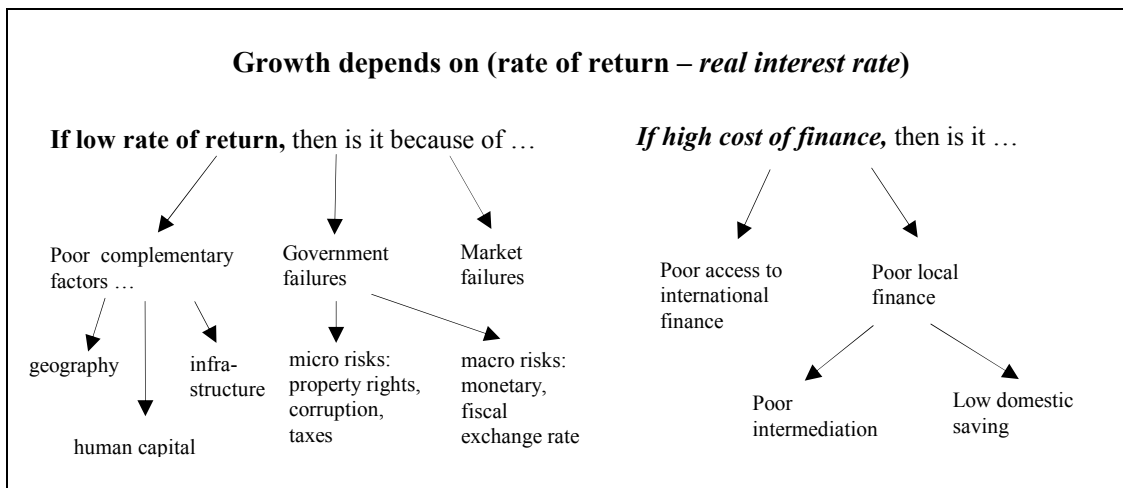 Growth depends on (rate of return – real interest rate)
If low rate of return, then is it because of …
If high cost of finance, then is it …
Poor complementary
factors …
Government
failures
Market
failures
Poor access to
international
finance
Poor local
finance
geography
infra-
structure
human capital
micro risks:
property rights,
corruption,
taxes
macro risks:
monetary,
fiscal
exchange rate
Poor
intermediation
Low domestic
saving